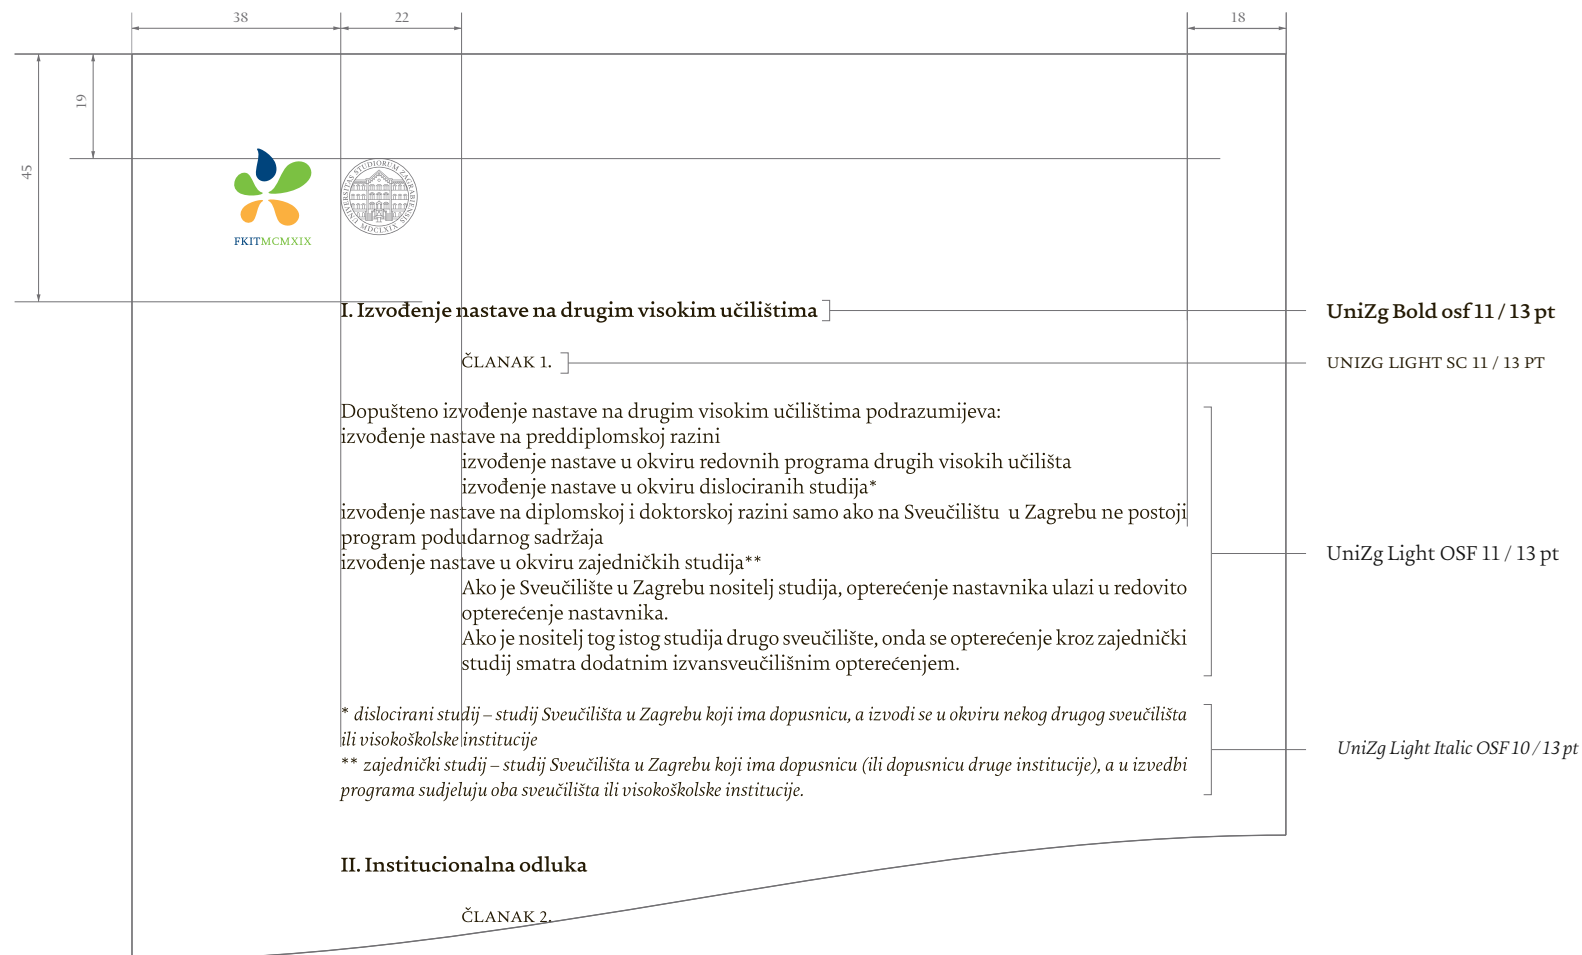 38
22
18
19
45
UNIVERSITAS STUDIORUM ZAGRABIENSIS
MDCLXIX
FKITMCMXIX
I. Izvođenje nastave na drugim visokim učilištima
UniZg Bold osf 11 / 13 pt
ČLANAK 1.
UNIZG LIGHT SC 11 / 13 PT
Dopušteno izvođenje nastave na drugim visokim učilištima podrazumijeva:
izvođenje nastave na preddiplomskoj razini
izvođenje nastave u okviru redovnih programa drugih visokih učilišta
izvođenje nastave u okviru dislociranih studija*
izvođenje nastave na diplomskoj i doktorskoj razini samo ako na Sveučilištu  u Zagrebu ne postoji
program podudarnog sadržaja
izvođenje nastave u okviru zajedničkih studija**
Ako je Sveučilište u Zagrebu nositelj studija, opterećenje nastavnika ulazi u redovito
opterećenje nastavnika.
Ako je nositelj tog istog studija drugo sveučilište, onda se opterećenje kroz zajednički
studij smatra dodatnim izvansveučilišnim opterećenjem.
UniZg Light OSF 11 / 13 pt
* dislocirani studij – studij Sveučilišta u Zagrebu koji ima dopusnicu, a izvodi se u okviru nekog drugog sveučilišta
ili visokoškolske institucije
** zajednički studij – studij Sveučilišta u Zagrebu koji ima dopusnicu (ili dopusnicu druge institucije), a u izvedbi
programa sudjeluju oba sveučilišta ili visokoškolske institucije.
UniZg Light Italic OSF 10 / 13 pt
II. Institucionalna odluka
ČLANAK 2.